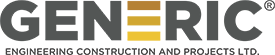 GENERIC®
ENGINEERING CONSTRUCTION AND PROJECTS LTD.